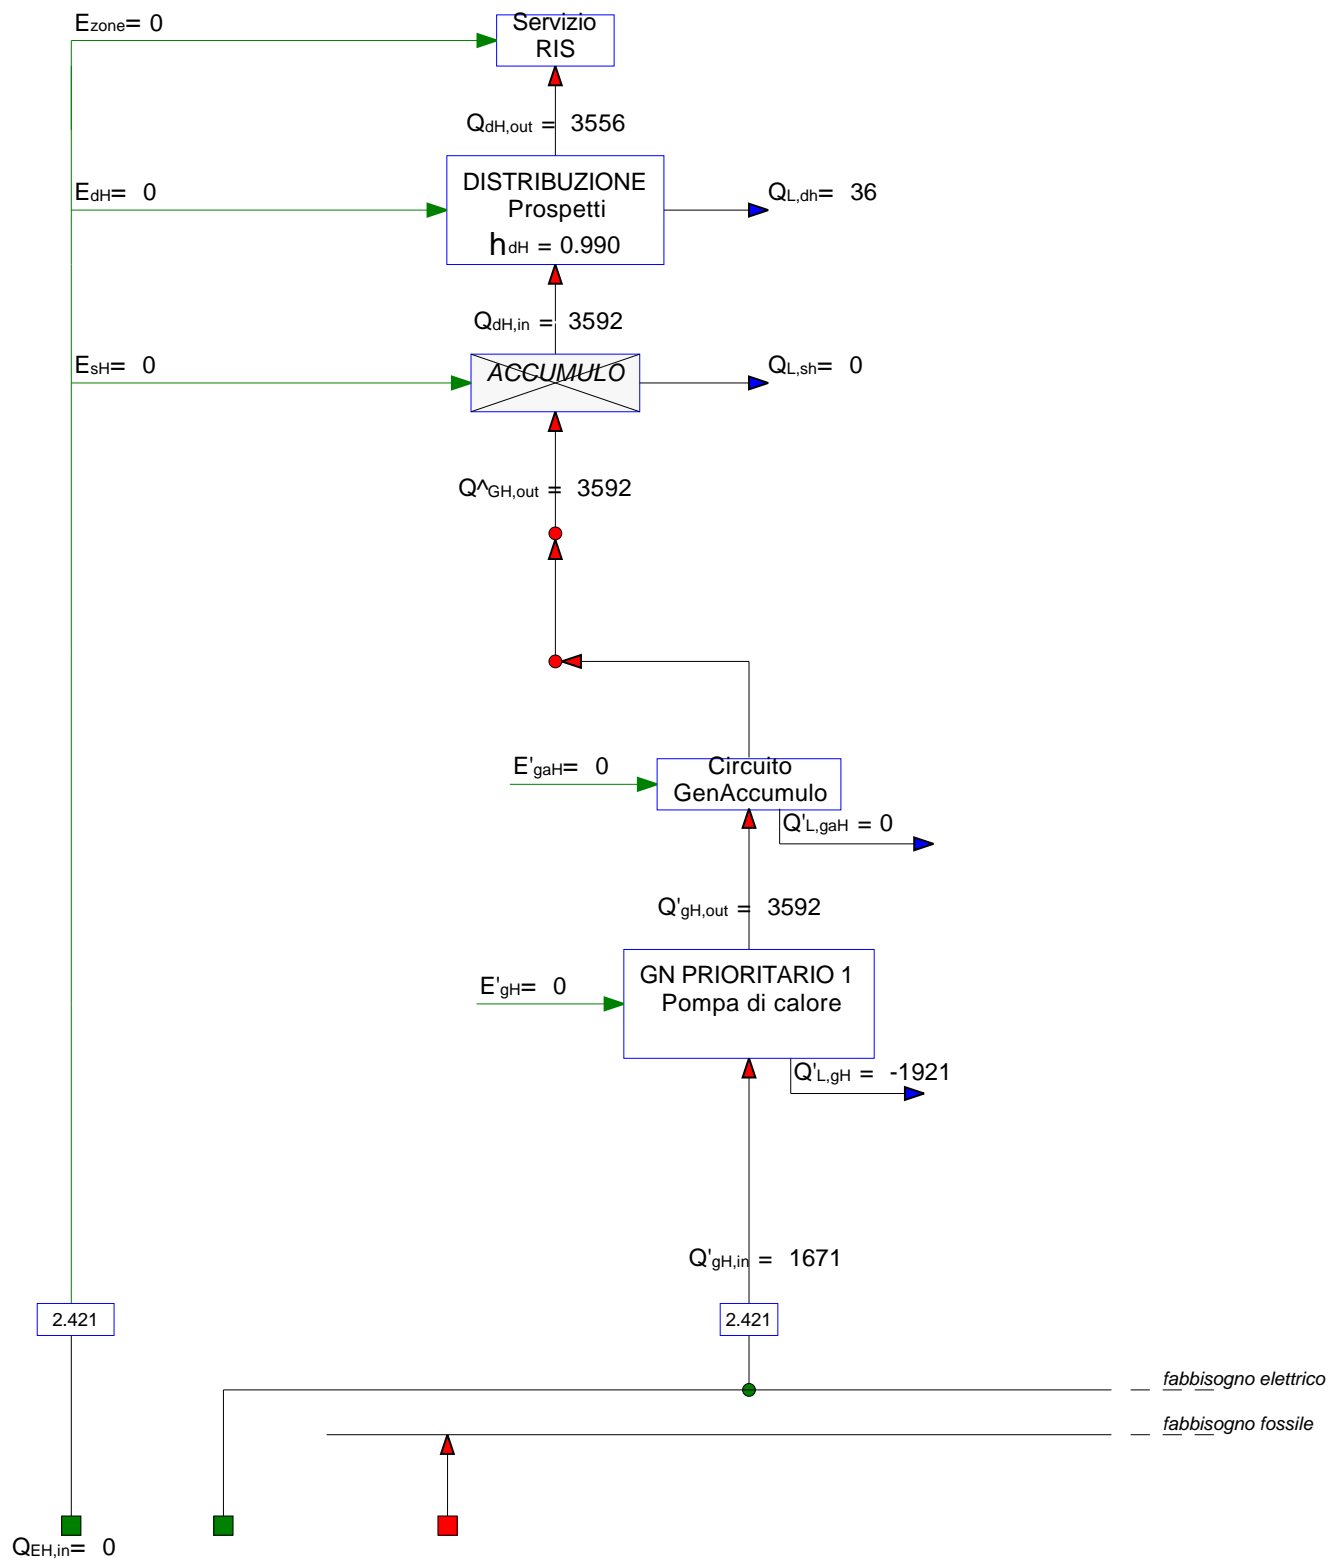 Ezone= 0
Servizio
RIS
QdH,out = 3556
EdH= 0
DISTRIBUZIONE
Prospetti
hdH = 0.990
QL,dh= 36
QdH,in = 3592
EsH= 0
ACCUMULO
QL,sh= 0
Q^GH,out = 3592
E'gaH= 0
Circuito
GenAccumulo
Q'L,gaH = 0
Q'gH,out = 3592
E'gH= 0
GN PRIORITARIO 1
Pompa di calore
Q'L,gH = -1921
Q'gH,in = 1671
2.421
2.421
fabbisogno elettrico
fabbisogno fossile
QEH,in= 0